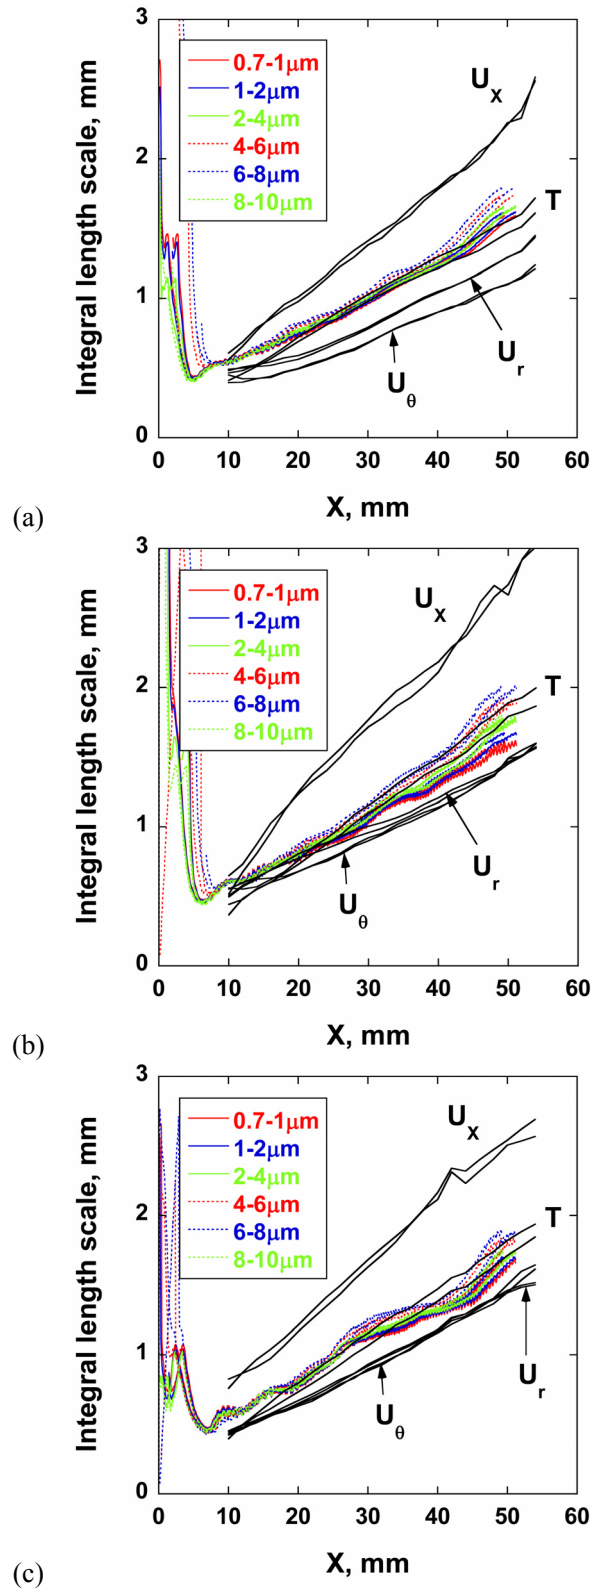 3
2
1
0
0 10 20 30 40 50 60
Integral length scale, mm
X, mm
0.7-1μm
1-2μm
2-4μm
4-6μm
6-8μm
8-10μm
U_X
T
U_r
U_θ
(a)
3
2
1
0
0 10 20 30 40 50 60
Integral length scale, mm
X, mm
0.7-1μm
1-2μm
2-4μm
4-6μm
6-8μm
8-10μm
U_X
T
U_r
U_θ
(b)
3
2
1
0
0 10 20 30 40 50 60
Integral length scale, mm
X, mm
0.7-1μm
1-2μm
2-4μm
4-6μm
6-8μm
8-10μm
U_X
T
U_r
U_θ
(c)